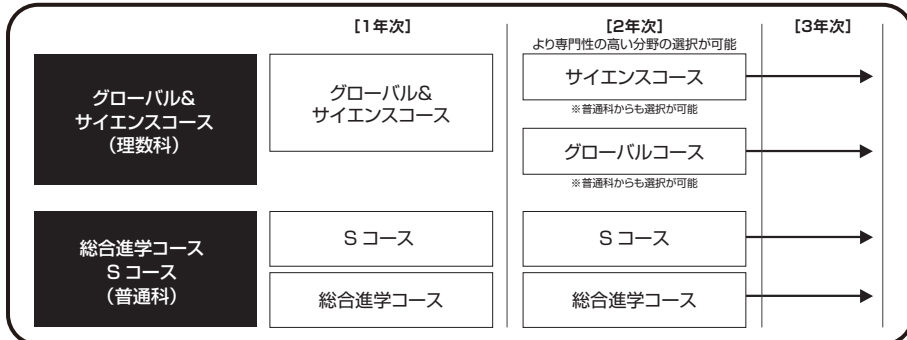 [1年次]
[2年次]
[3年次]
より専門性の高い分野の選択が可能
グローバル&
サイエンスコース
(理数科)
グローバル&
サイエンスコース
サイエンスコース
※普通科からも選択が可能
グローバルコース
※普通科からも選択が可能
総合進学コース
S コース
(普通科)
S コース
S コース
総合進学コース
総合進学コース